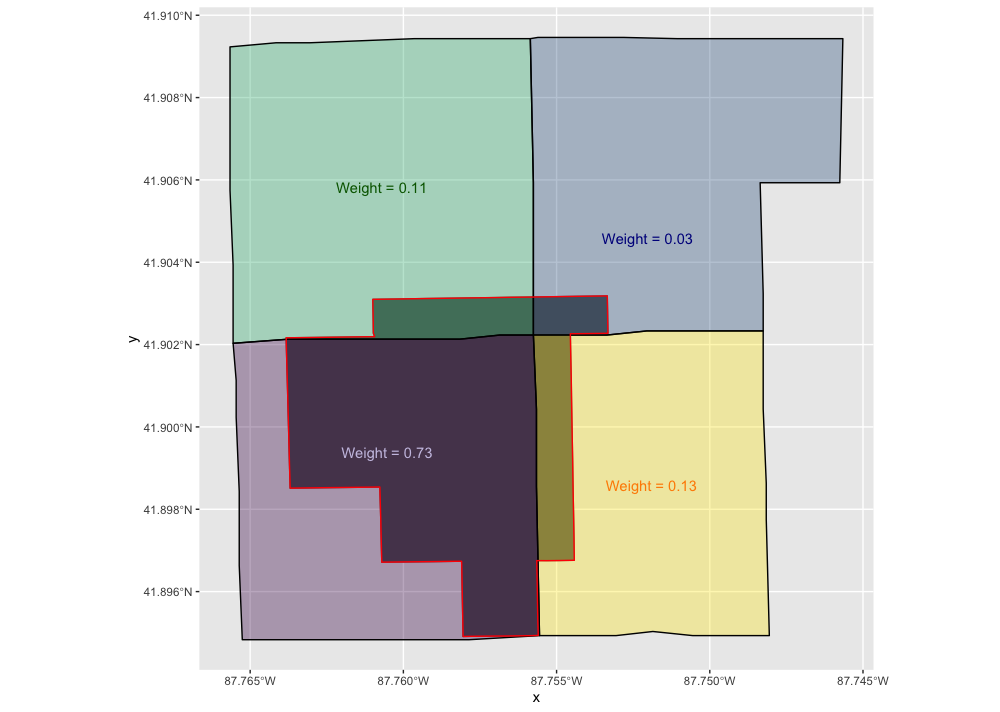 41.910°N
41.908°N
41.906°N
41.904°N
41.902°N
41.900°N
41.898°N
41.896°N
y
Weight = 0.11
Weight = 0.03
Weight = 0.73
Weight = 0.13
87.765°W 87.760°W 87.755°W 87.750°W 87.745°W
x